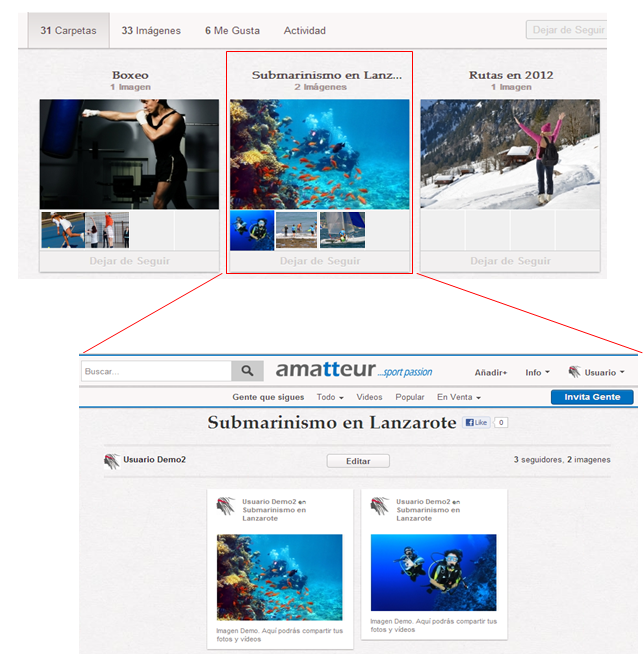 31 Carpetas 33 Imágenes 6 Me Gusta Actividad Dejar de Seguir
Boxeo
1 Imagen
Dejar de Seguir
Submarinismo en Lanz...
2 Imágenes
Dejar de Seguir
Rutas en 2012
1 Imagen
Dejar de Seguir
Buscar... amatteur ...sport passion Añadir+ Info Usuario
Gente que sigues Todo Videos Popular En Venta Invita Gente
Submarinismo en Lanzarote Like 0
Usuario Demo2 Editar 3 seguidores, 2 imagenes
Usuario Demo2 en
Submarinismo en
Lanzarote
Imagen Demo. Aquí podrás compartir tus
fotos y vídeos
Usuario Demo2 en
Submarinismo en
Lanzarote
Imagen Demo. Aquí podrás compartir tus
fotos y vídeos